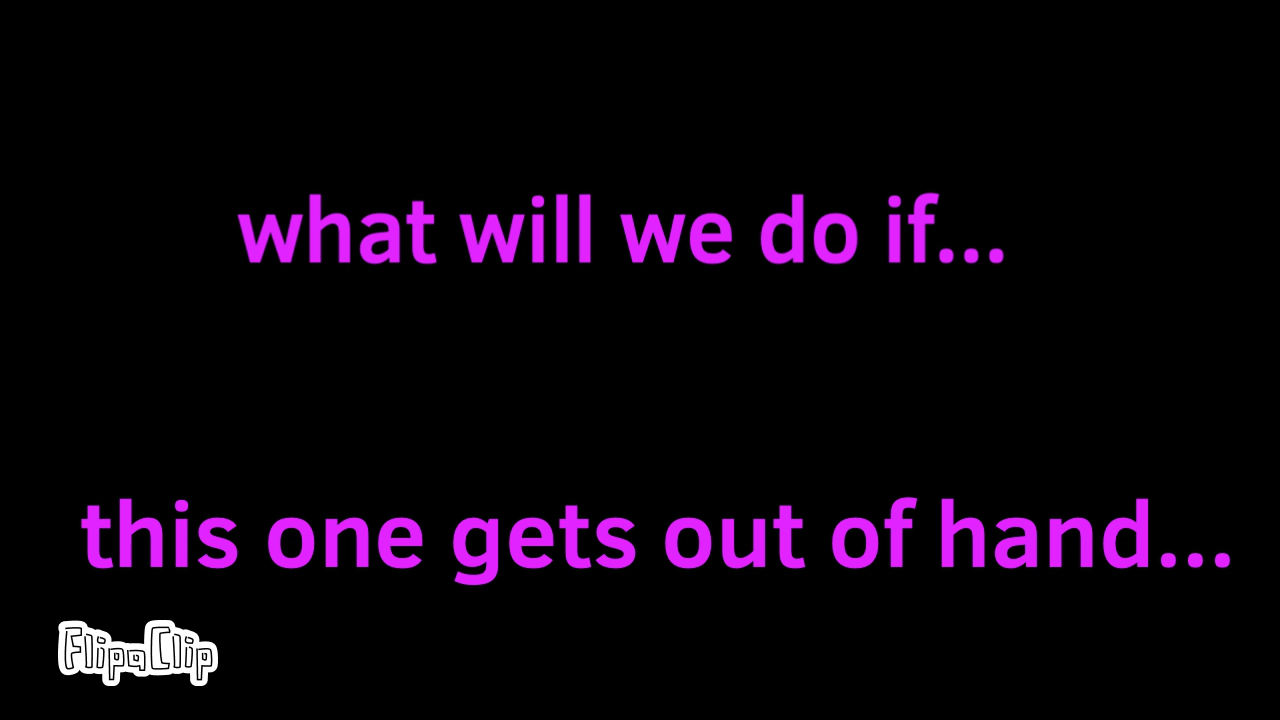 what will we do if...
this one gets out of hand...
FlipaClip